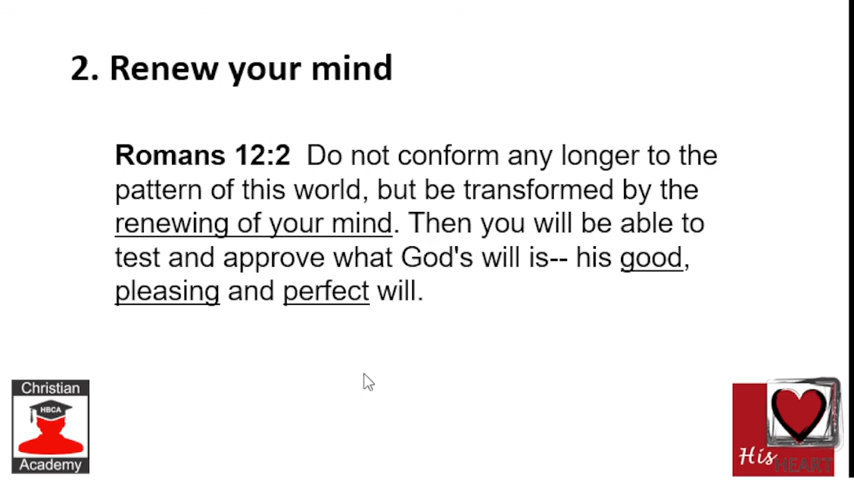 2. Renew your mind
Romans 12:2 Do not conform any longer to the
pattern of this world, but be transformed by the
renewing of your mind. Then you will be able to
test and approve what God's will is-- his good,
pleasing and perfect will.
Christian
HBCA
Academy
His
HEART